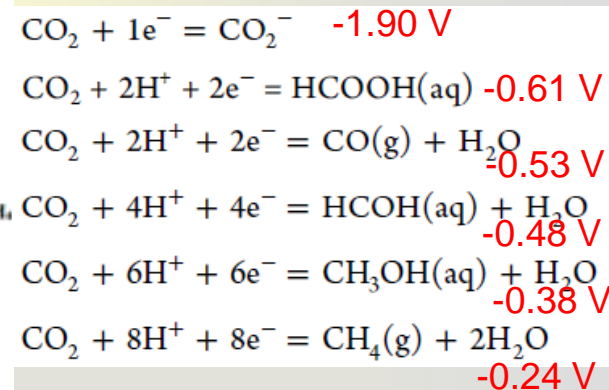 CO₂ + 1e⁻ = CO₂⁻ -1.90 V
CO₂ + 2H⁺ + 2e⁻ = HCOOH(aq) -0.61 V
CO₂ + 2H⁺ + 2e⁻ = CO(g) + H₂O
-0.53 V
CO₂ + 4H⁺ + 4e⁻ = HCOH(aq) + H₂O
-0.48 V
CO₂ + 6H⁺ + 6e⁻ = CH₃OH(aq) + H₂O
-0.38 V
CO₂ + 8H⁺ + 8e⁻ = CH₄(g) + 2H₂O
-0.24 V